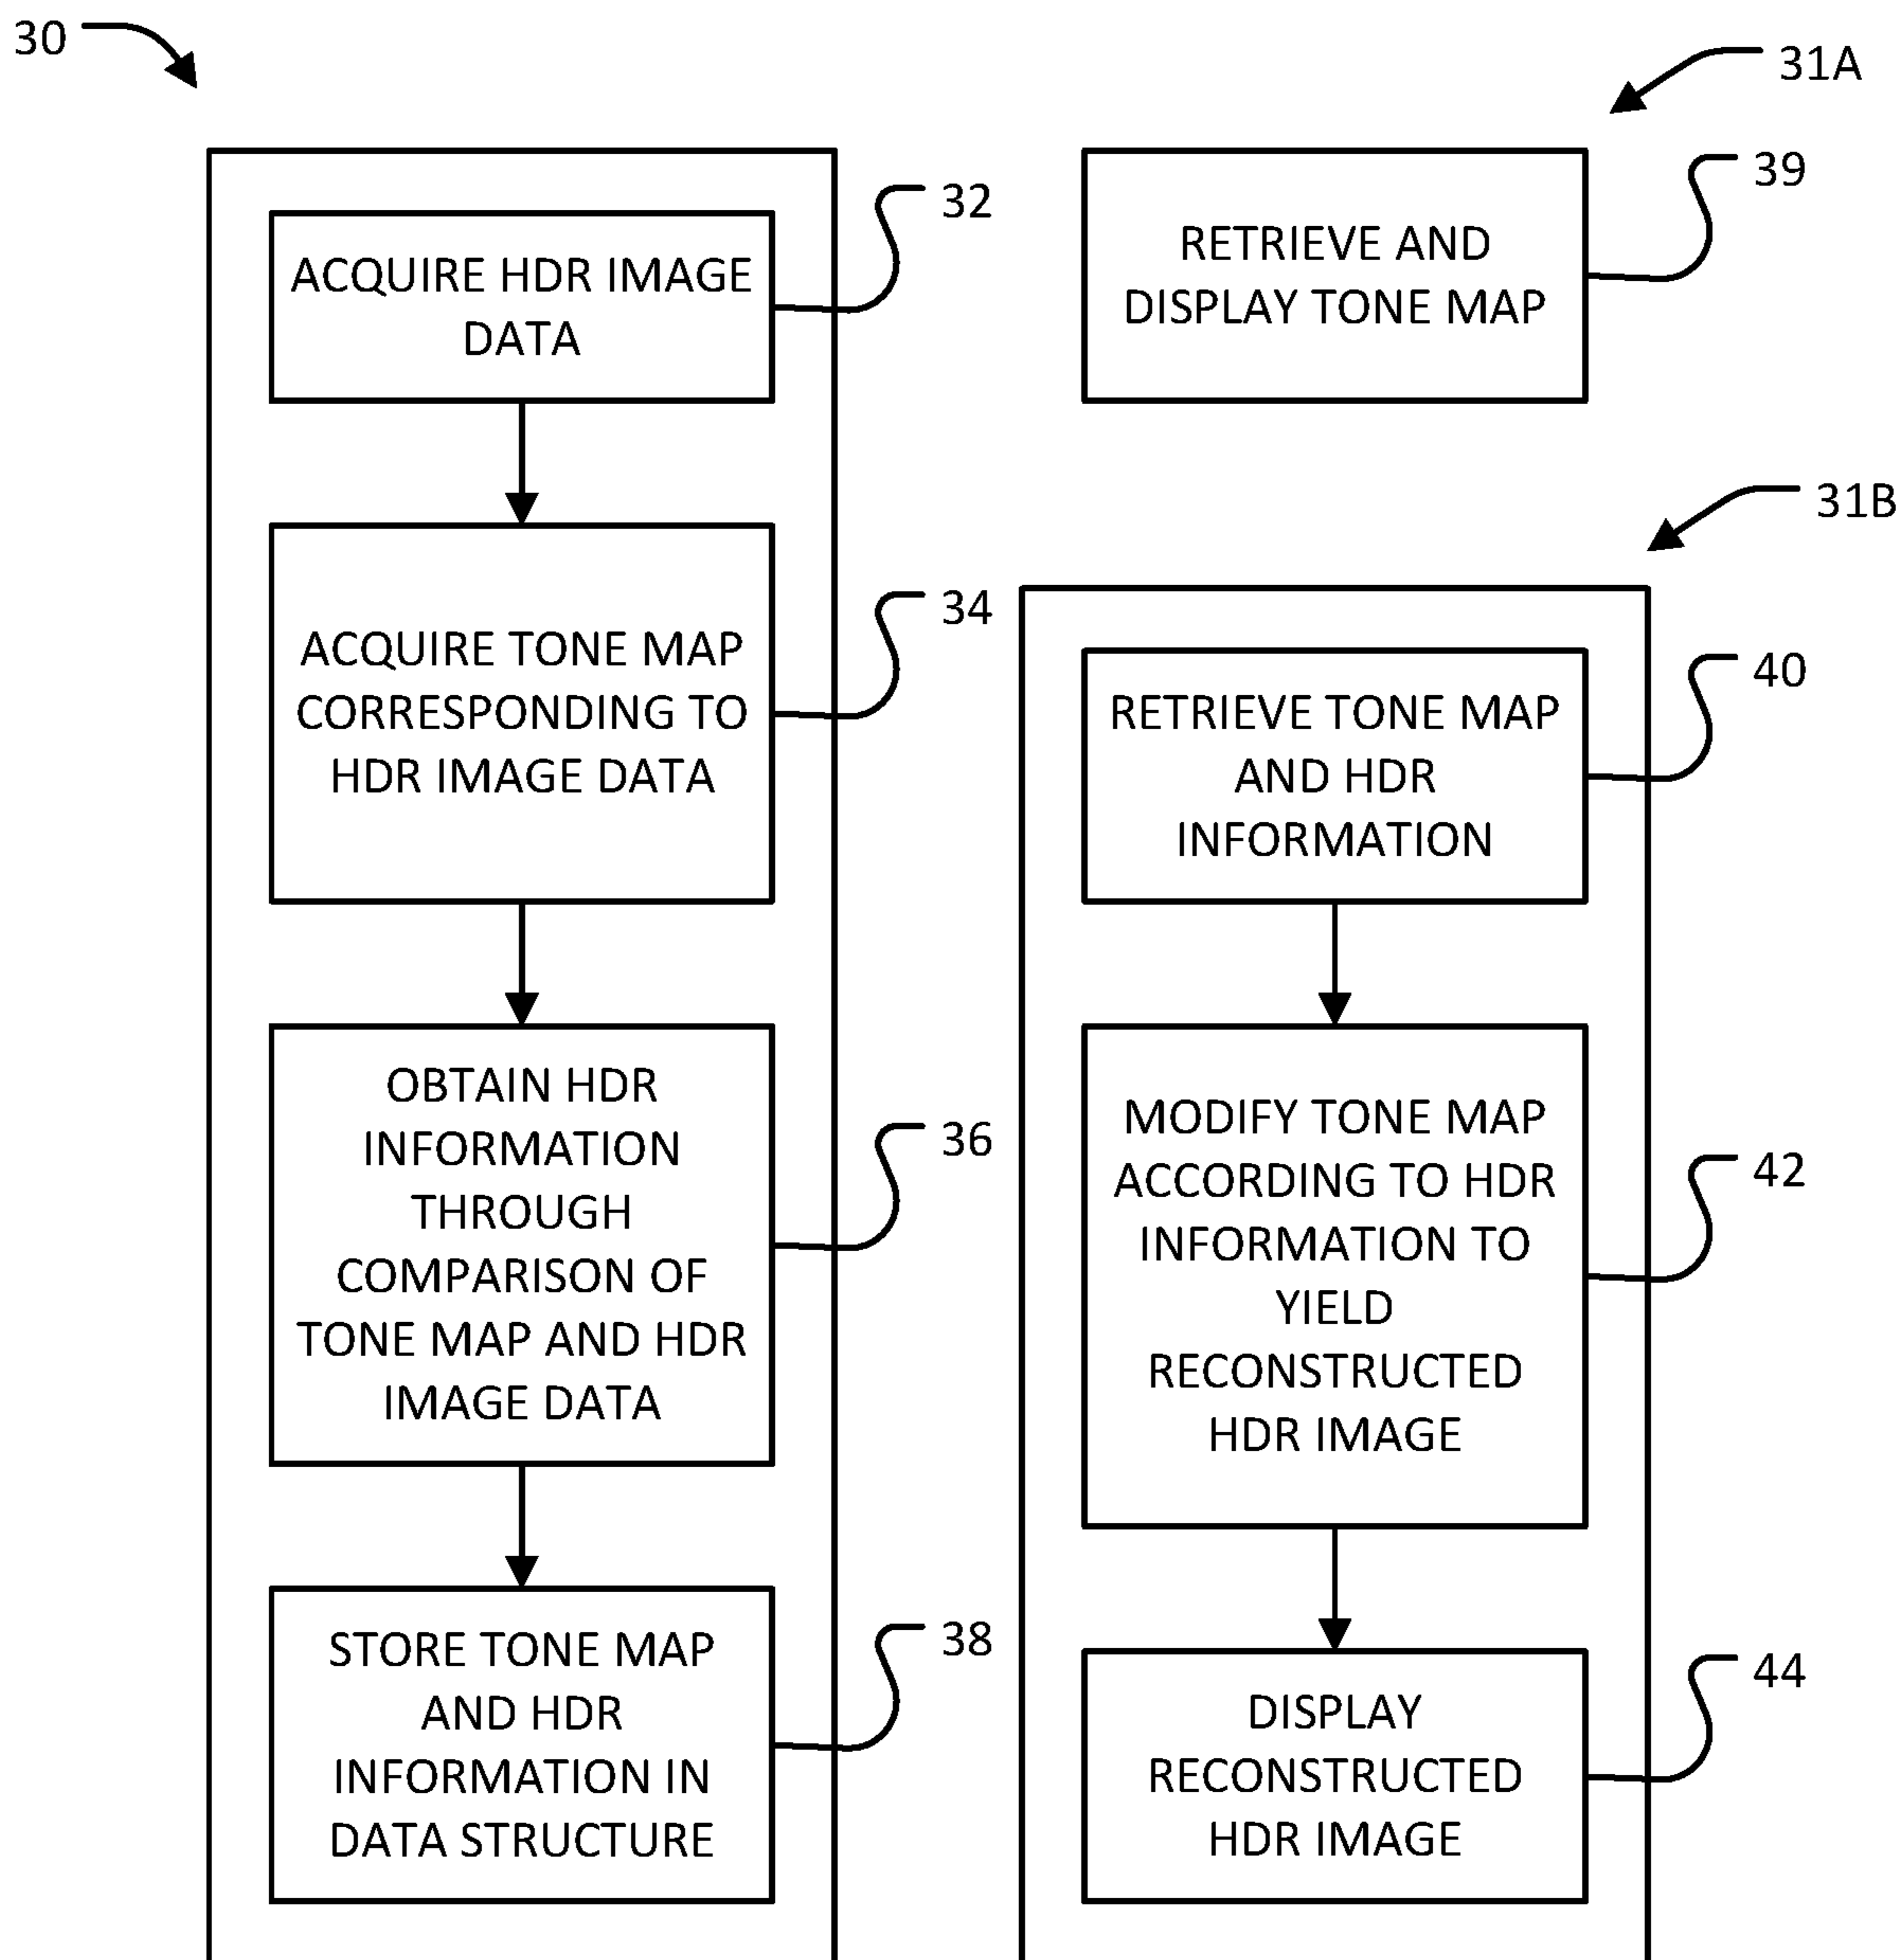 30
ACQUIRE HDR IMAGE
DATA
32
ACQUIRE TONE MAP
CORRESPONDING TO
HDR IMAGE DATA
34
OBTAIN HDR
INFORMATION
THROUGH
COMPARISON OF
TONE MAP AND HDR
IMAGE DATA
36
STORE TONE MAP
AND HDR
INFORMATION IN
DATA STRUCTURE
38
31A
RETRIEVE AND
DISPLAY TONE MAP
39
31B
RETRIEVE TONE MAP
AND HDR
INFORMATION
40
MODIFY TONE MAP
ACCORDING TO HDR
INFORMATION TO
YIELD
RECONSTRUCTED
HDR IMAGE
42
DISPLAY
RECONSTRUCTED
HDR IMAGE
44